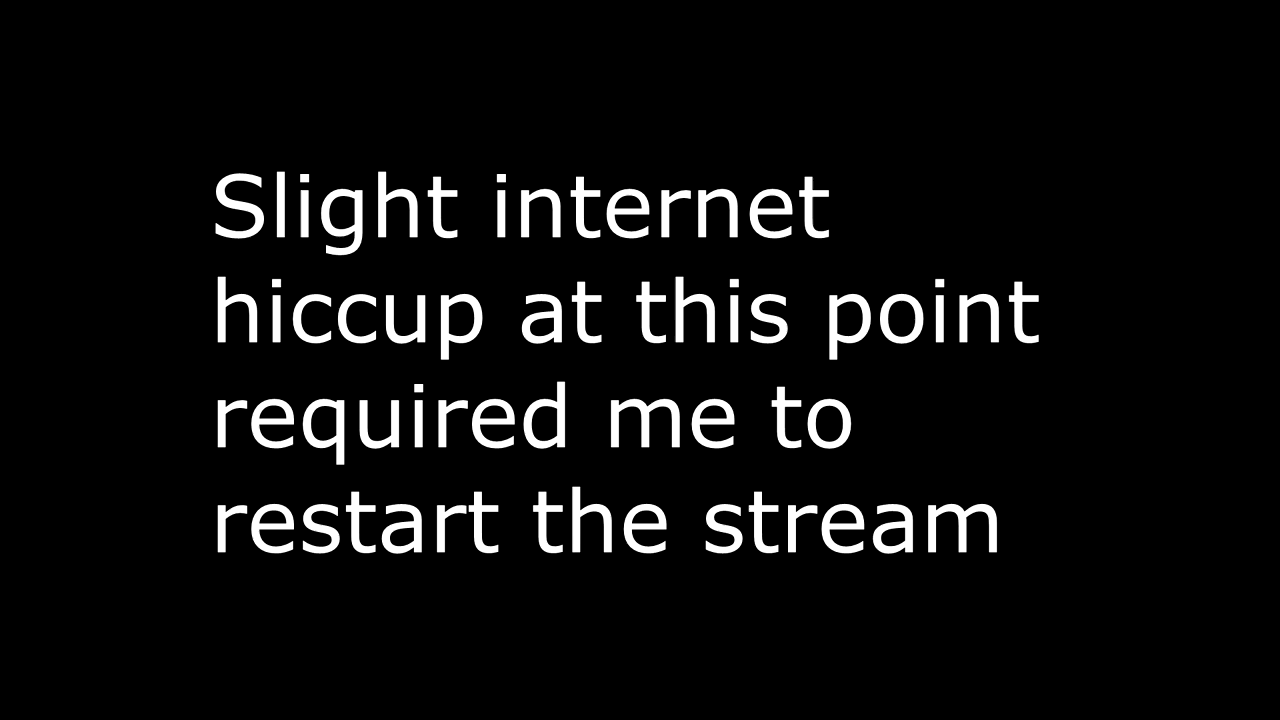 Slight internet
hiccup at this point
required me to
restart the stream